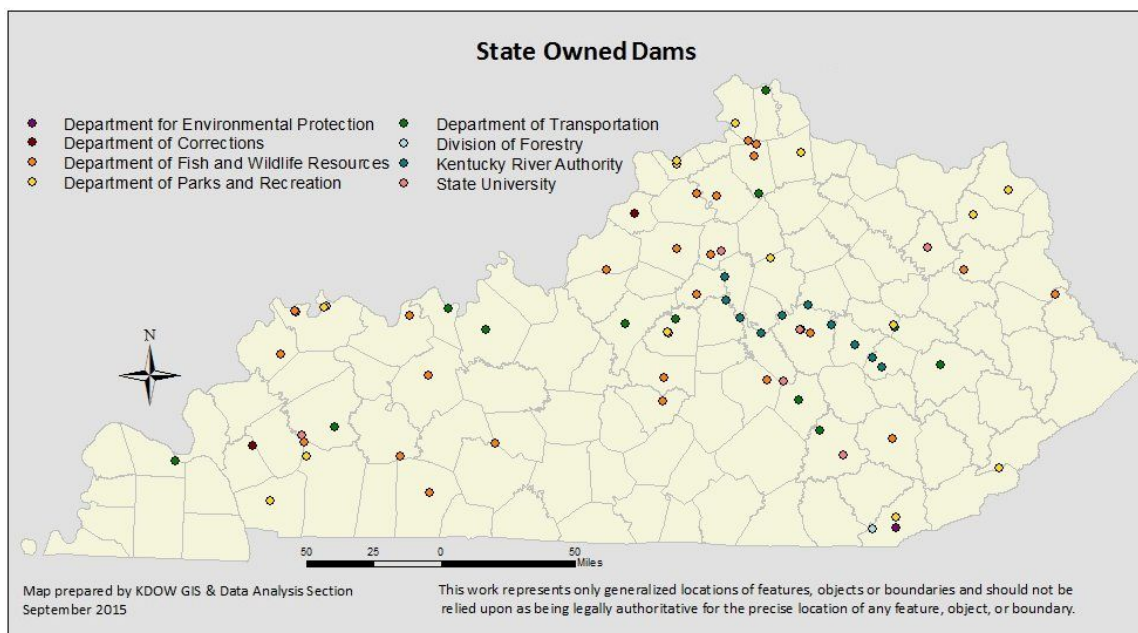 State Owned Dams
Department for Environmental Protection
Department of Corrections
Department of Fish and Wildlife Resources
Department of Parks and Recreation
Department of Transportation
Division of Forestry
Kentucky River Authority
State University
N
50 25 0 50
Miles
Map prepared by KDOW GIS & Data Analysis Section
September 2015
This work represents only generalized locations of features, objects or boundaries and should not be
relied upon as being legally authoritative for the precise location of any feature, object, or boundary.